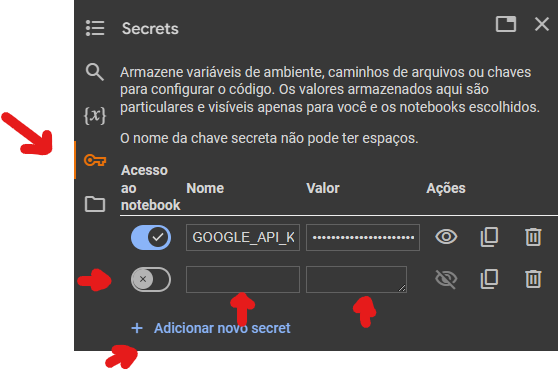 Secrets
Armazene variáveis de ambiente, caminhos de arquivos ou chaves
para configurar o código. Os valores armazenados aqui são
particulares e visíveis apenas para você e os notebooks escolhidos.
O nome da chave secreta não pode ter espaços.
Acesso
ao
notebook
Nome
Valor
Ações
GOOGLE_API_K
Adicionar novo secret